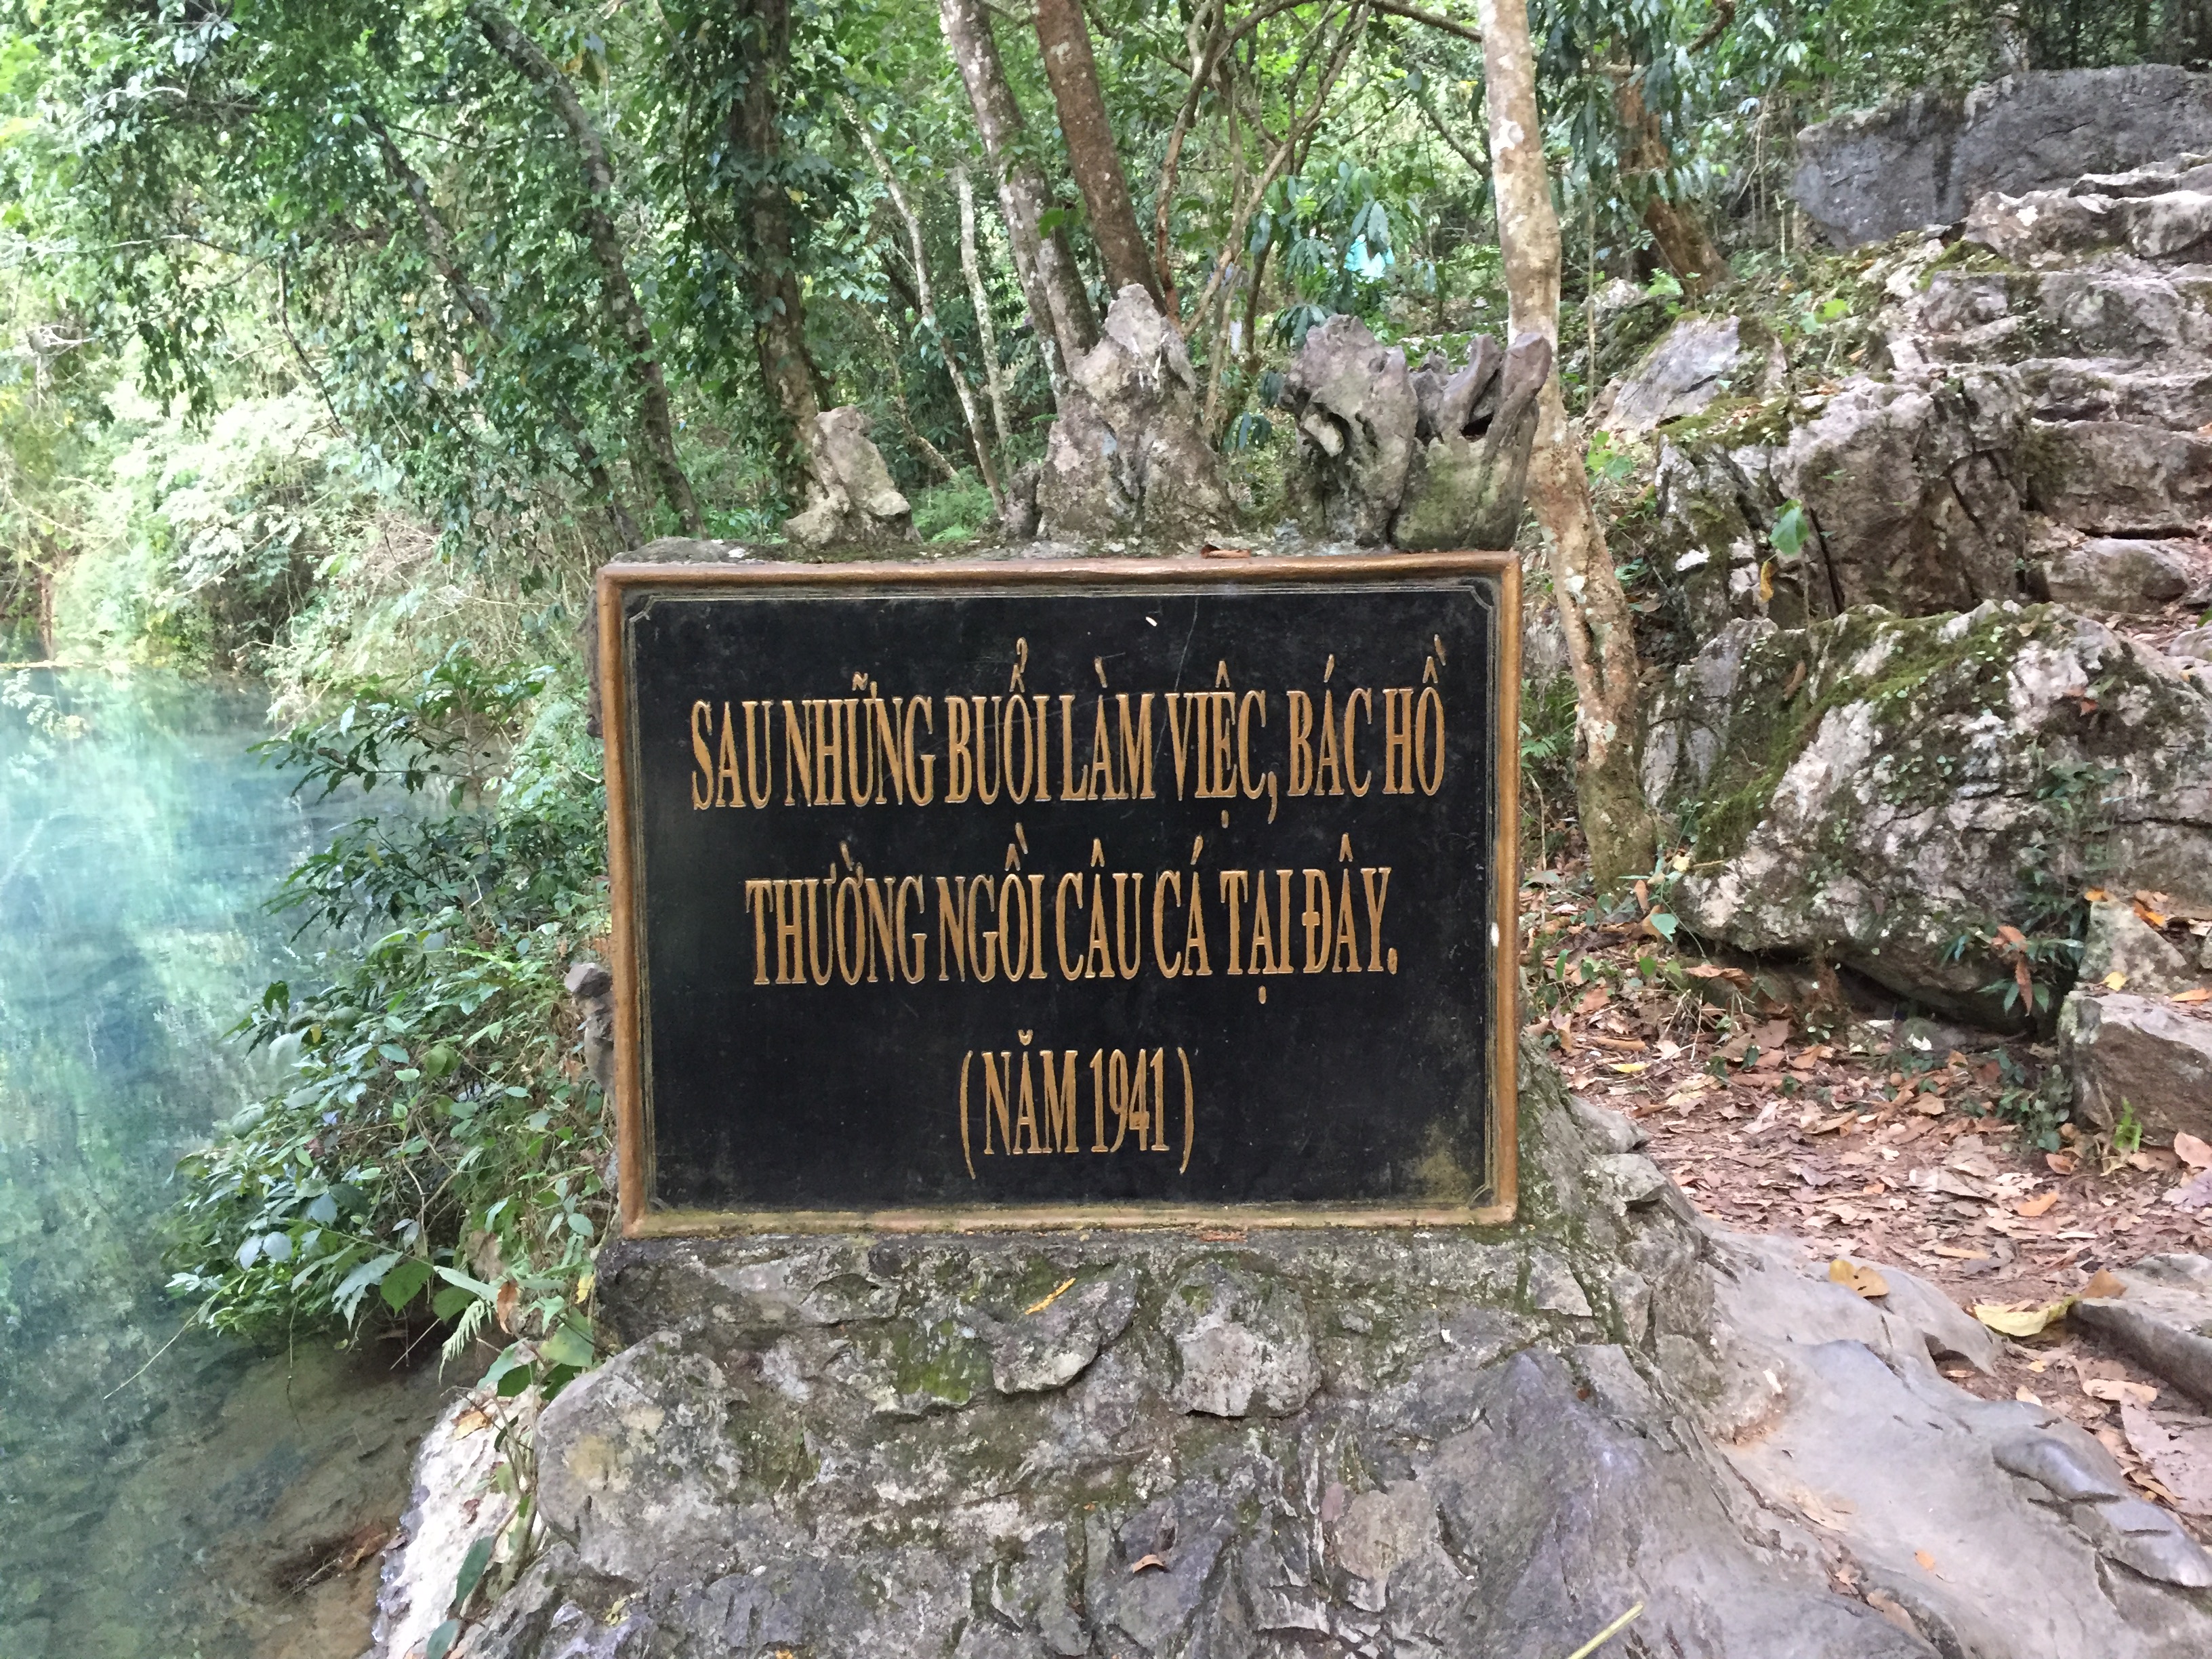 SAU NHỮNG BUỔI LÀM VIỆC, BÁC HỒ
THƯỜNG NGỒI CÂU CÁ TẠI ĐÂY.
( NĂM 1941 )